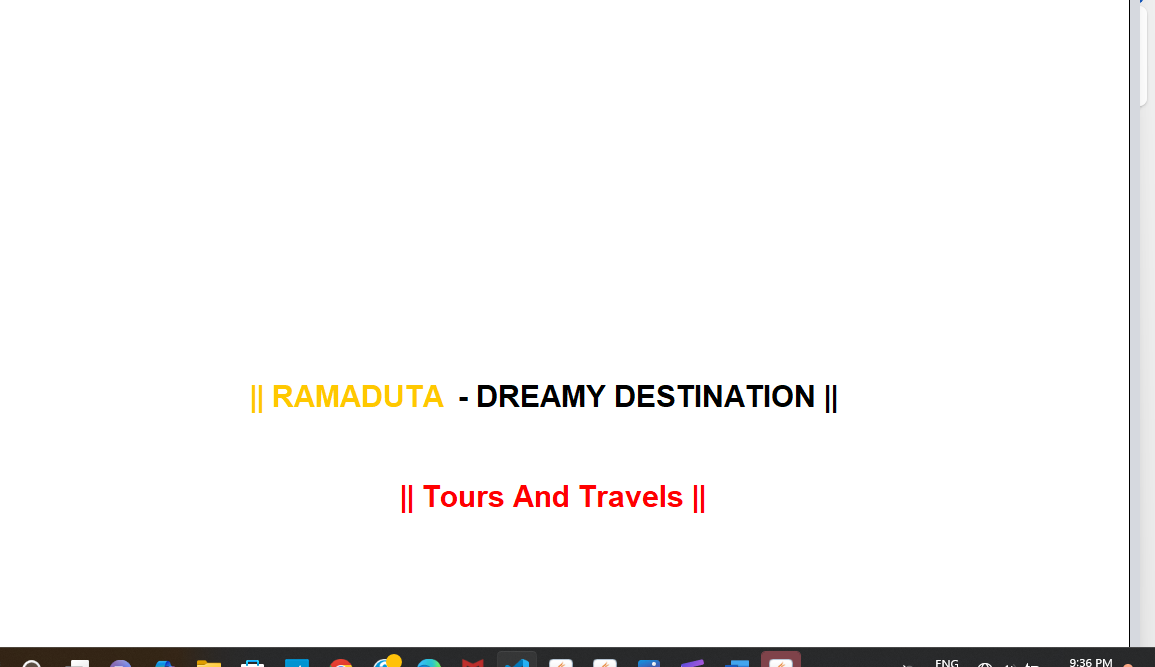 || RAMADUTA - DREAMY DESTINATION ||
|| Tours And Travels ||
ENG 9:36 PM